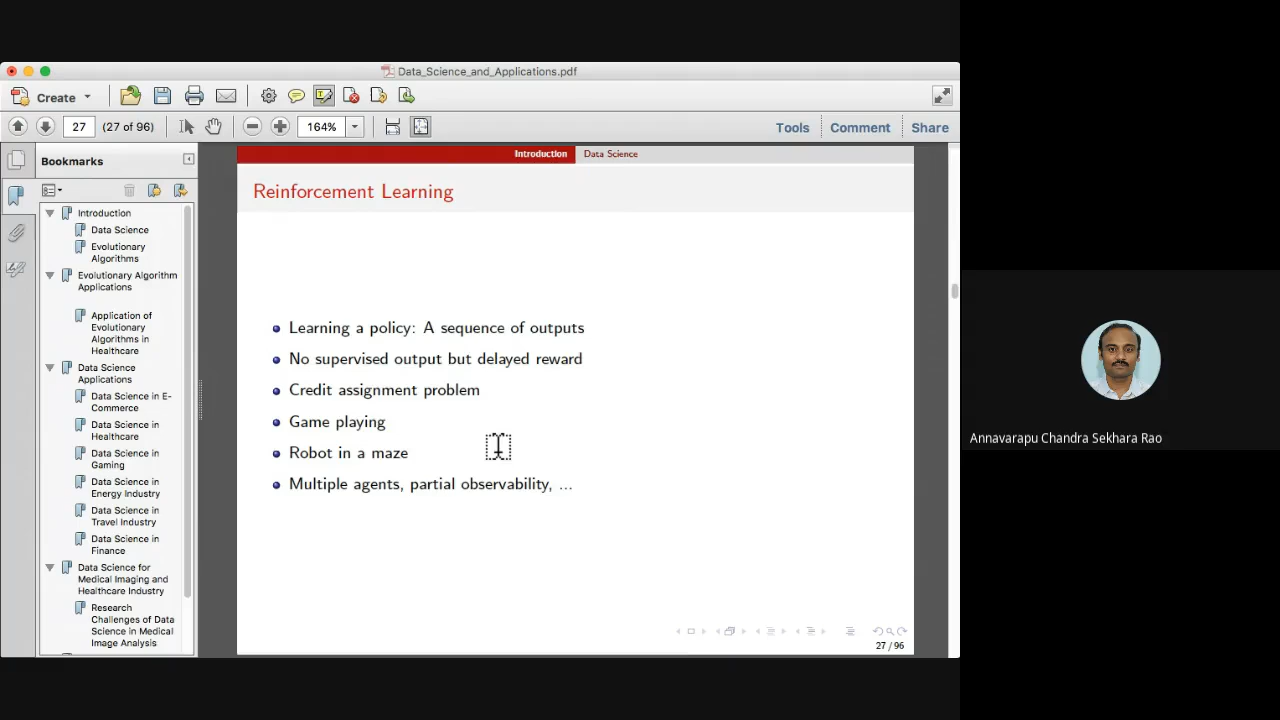 Data_Science_and_Applications.pdf
Create
27 (27 of 96) 164% Tools Comment Share
Bookmarks
Introduction
Data Science
Evolutionary
Algorithms
Evolutionary Algorithm
Applications
Application of
Evolutionary
Algorithms in
Healthcare
Data Science
Applications
Data Science in E-
Commerce
Data Science in
Healthcare
Data Science in
Gaming
Data Science in
Energy Industry
Data Science in
Travel Industry
Data Science in
Finance
Data Science for
Medical Imaging and
Healthcare Industry
Research
Challenges of Data
Science in Medical
Image Analysis
Introduction Data Science
Reinforcement Learning
Learning a policy: A sequence of outputs
No supervised output but delayed reward
Credit assignment problem
Game playing
Robot in a maze
Multiple agents, partial observability, ...
27 / 96
Annavarapu Chandra Sekhara Rao